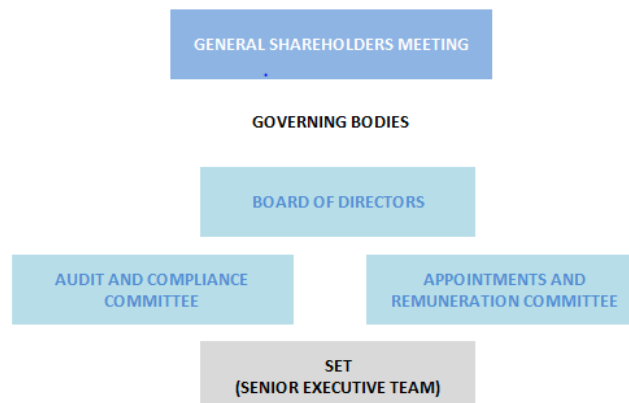 GENERAL SHAREHOLDERS MEETING
GOVERNING BODIES
BOARD OF DIRECTORS
AUDIT AND COMPLIANCE
COMMITTEE
APPOINTMENTS AND
REMUNERATION COMMITTEE
SET
(SENIOR EXECUTIVE TEAM)